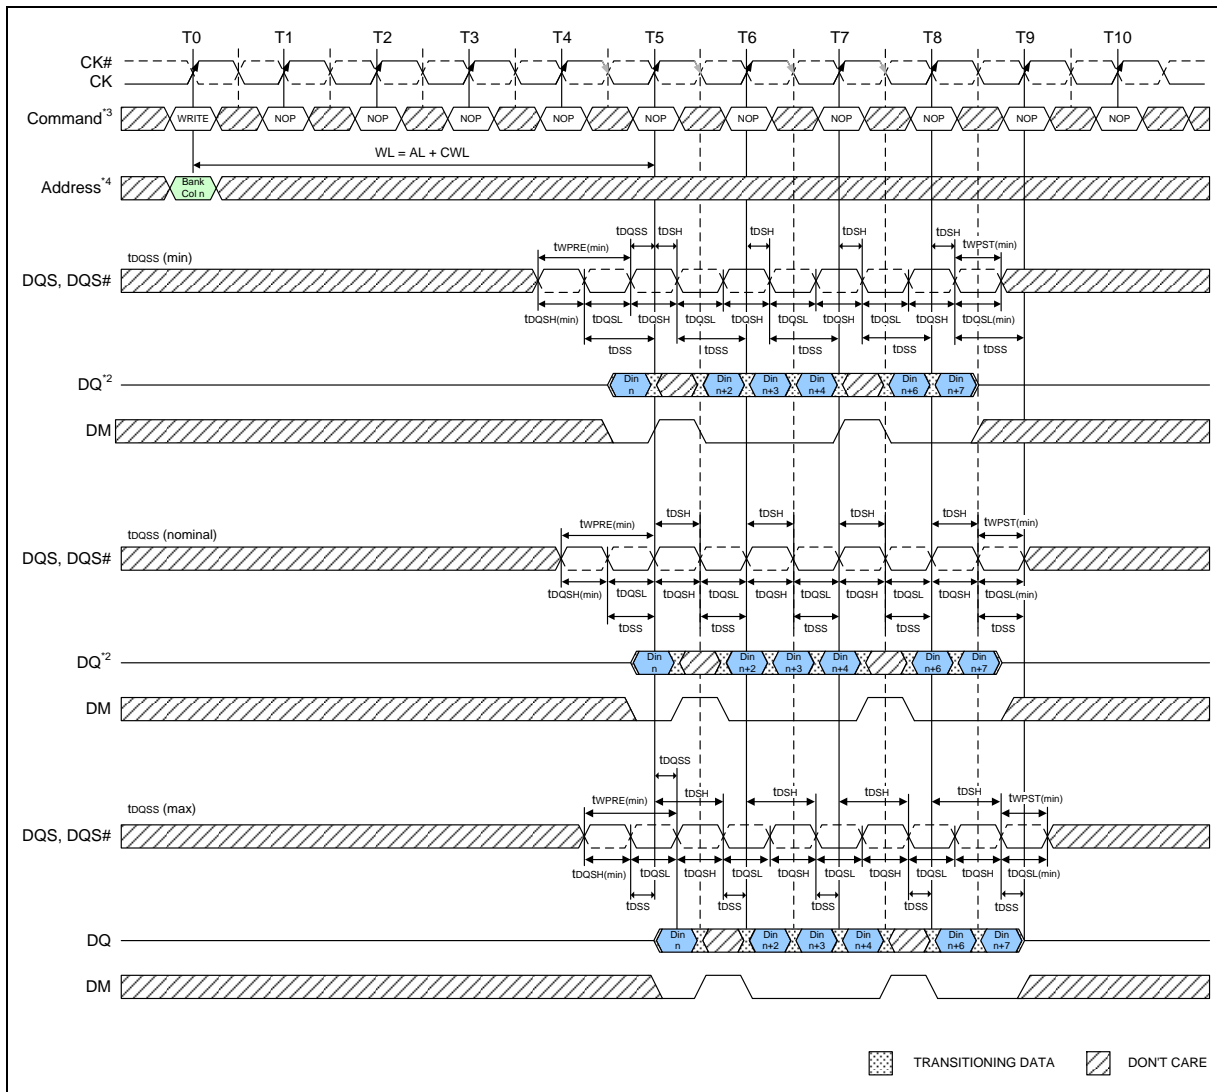 T0 T1 T2 T3 T4 T5 T6 T7 T8 T9 T10
CK#
CK
Command*3 WRITE NOP NOP NOP NOP NOP NOP NOP NOP NOP NOP
WL = AL + CWL
Address*4 Bank Col n
tDQSS tDSH tDSH tDSH tDSH
tWPRE(min) tWPST(min)
tDQSS (min)
DQS, DQS#
tDQSH(min) tDQSL tDQSH tDQSL tDQSH tDQSL tDQSH tDQSL tDQSH tDQSL(min)
tDSS tDSS tDSS tDSS tDSS
DQ*2 Din n Din n+2 Din n+3 Din n+4 Din n+6 Din n+7
DM
tDSH tDSH tDSH tDSH
tWPRE(min) tWPST(min)
tDQSS (nominal)
DQS, DQS#
tDQSH(min) tDQSL tDQSH tDQSL tDQSH tDQSL tDQSH tDQSL tDQSH tDQSL(min)
tDSS tDSS tDSS tDSS tDSS
DQ*2 Din n Din n+2 Din n+3 Din n+4 Din n+6 Din n+7
DM
tDQSS
tDQSS (max)
tWPRE(min) tDSH tDSH tDSH tDSH tWPST(min)
DQS, DQS#
tDQSH(min) tDQSL tDQSH tDQSL tDQSH tDQSL tDQSH tDQSL tDQSH tDQSL(min)
tDSS tDSS tDSS tDSS tDSS
DQ Din n Din n+2 Din n+3 Din n+4 Din n+6 Din n+7
DM
TRANSITIONING DATA DON'T CARE